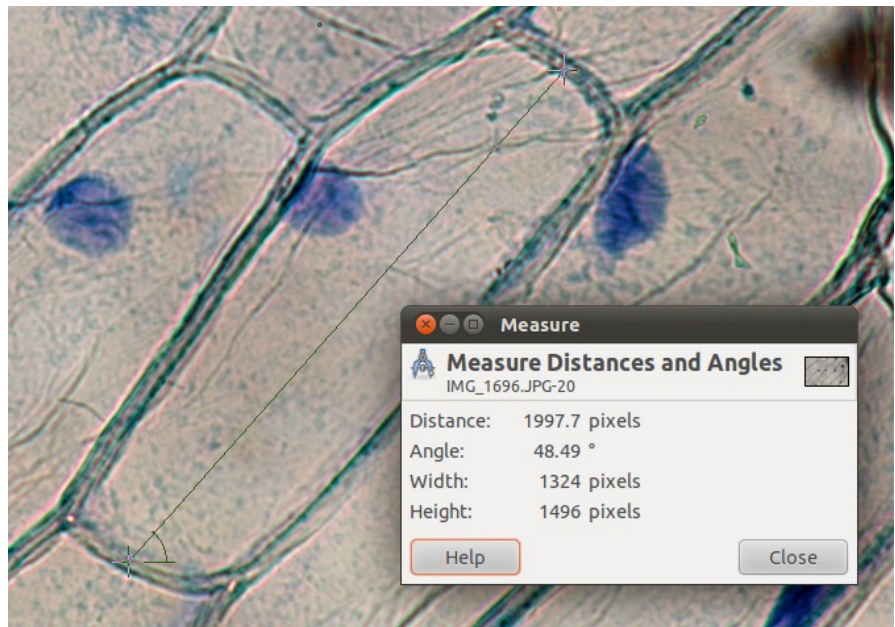 Measure
Measure Distances and Angles
IMG_1696.JPG-20
Distance: 1997.7 pixels
Angle: 48.49 °
Width: 1324 pixels
Height: 1496 pixels
Help Close